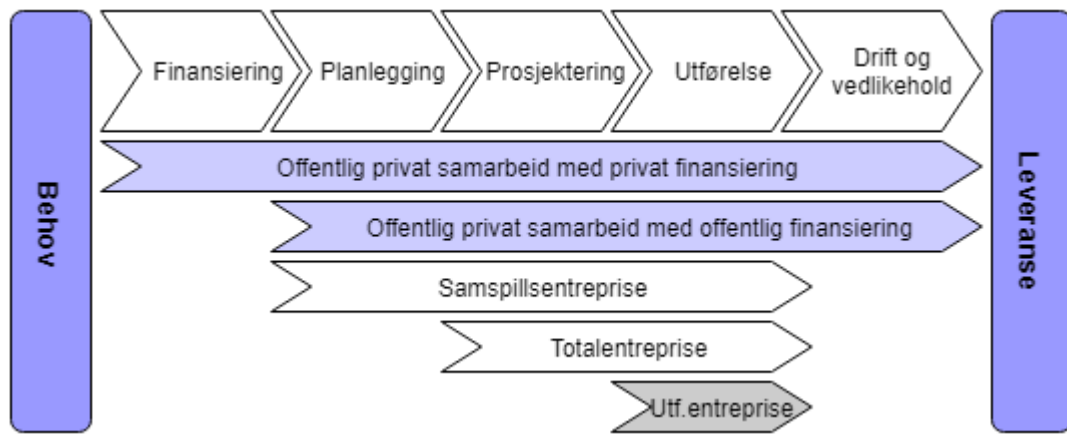 Behov
Finansiering
Planlegging
Prosjektering
Utførelse
Drift og
vedlikehold
Offentlig privat samarbeid med privat finansiering
Offentlig privat samarbeid med offentlig finansiering
Samspillsentreprise
Totalentreprise
Utf.entreprise
Leveranse